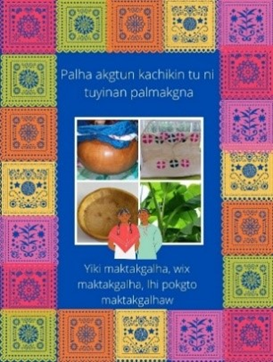 Palha akgtun kachikin tu ni
tuyinan palmakgna
Yiki maktakgalha, wix
maktakgalha, lhi pokgto
maktakgalhaw